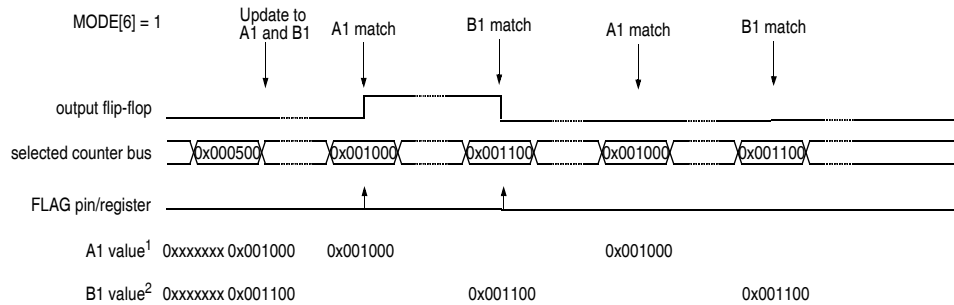 MODE[6] = 1
Update to
A1 and B1
A1 match
B1 match
A1 match
B1 match
output flip-flop
selected counter bus 0x000500 0x001000 0x001100 0x001000 0x001100
FLAG pin/register
A1 value1 0xxxxxxx 0x001000 0x001000 0x001000
B1 value2 0xxxxxxx 0x001100 0x001100 0x001100